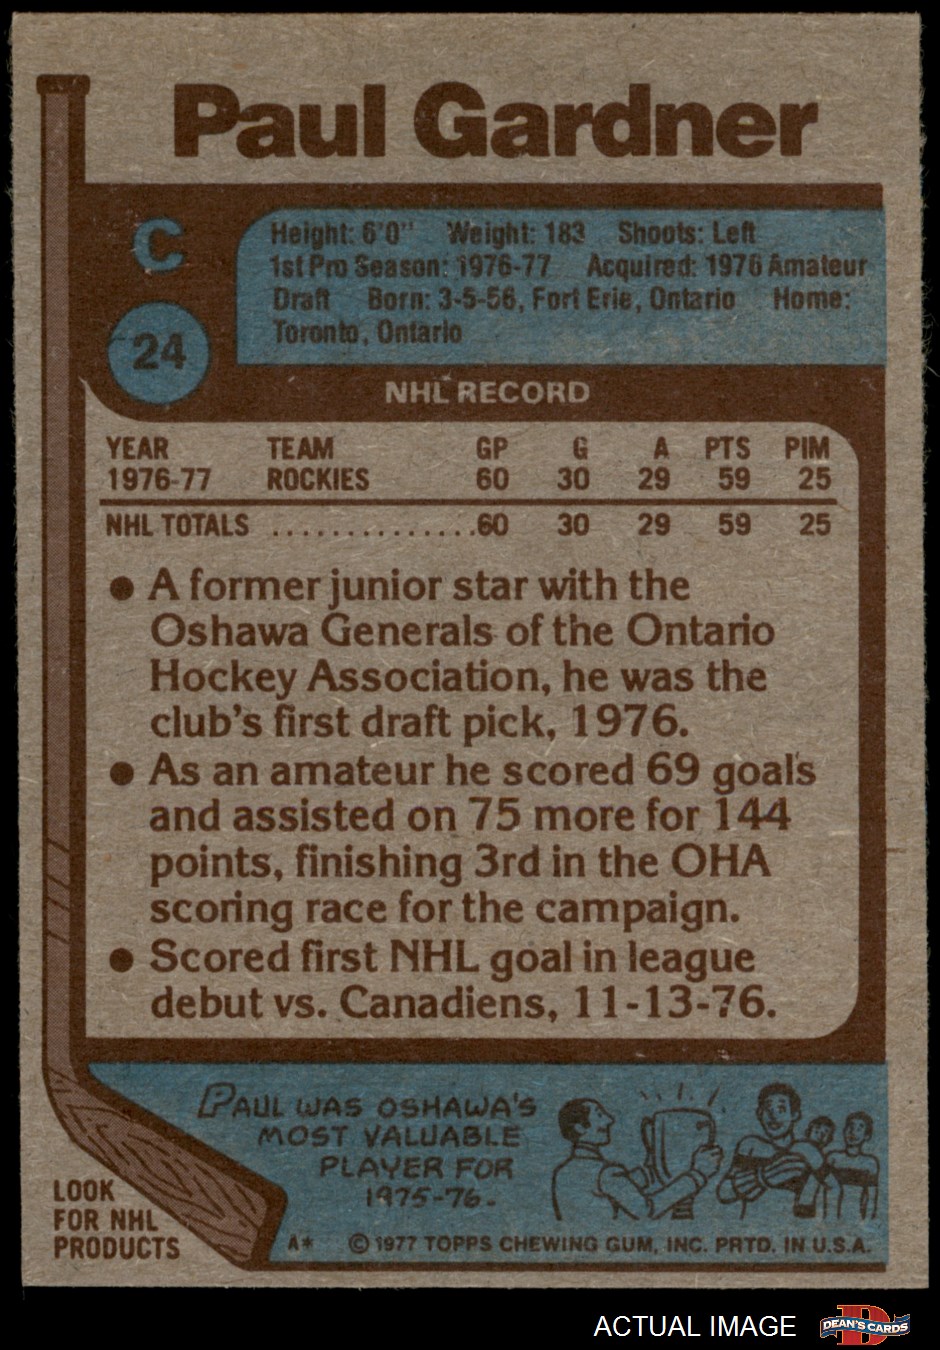 Paul Gardner
C
24
Height: 6'0" Weight: 183 Shoots: Left
1st Pro Season: 1976-77 Acquired: 1976 Amateur
Draft Born: 3-5-56, Fort Erie, Ontario Home:
Toronto, Ontario
NHL RECORD
YEAR TEAM GP G A PTS PIM
1976-77 ROCKIES 60 30 29 59 25
NHL TOTALS ..............60 30 29 59 25
● A former junior star with the
Oshawa Generals of the Ontario
Hockey Association, he was the
club's first draft pick, 1976.
● As an amateur he scored 69 goals
and assisted on 75 more for 144
points, finishing 3rd in the OHA
scoring race for the campaign.
● Scored first NHL goal in league
debut vs. Canadiens, 11-13-76.
PAUL WAS OSHAWA'S
MOST VALUABLE
PLAYER FOR
1975-76.
LOOK
FOR NHL
PRODUCTS
A* © 1977 TOPPS CHEWING GUM, INC. PRTD. IN U.S.A.
ACTUAL IMAGE
D
DEAN'S CARDS